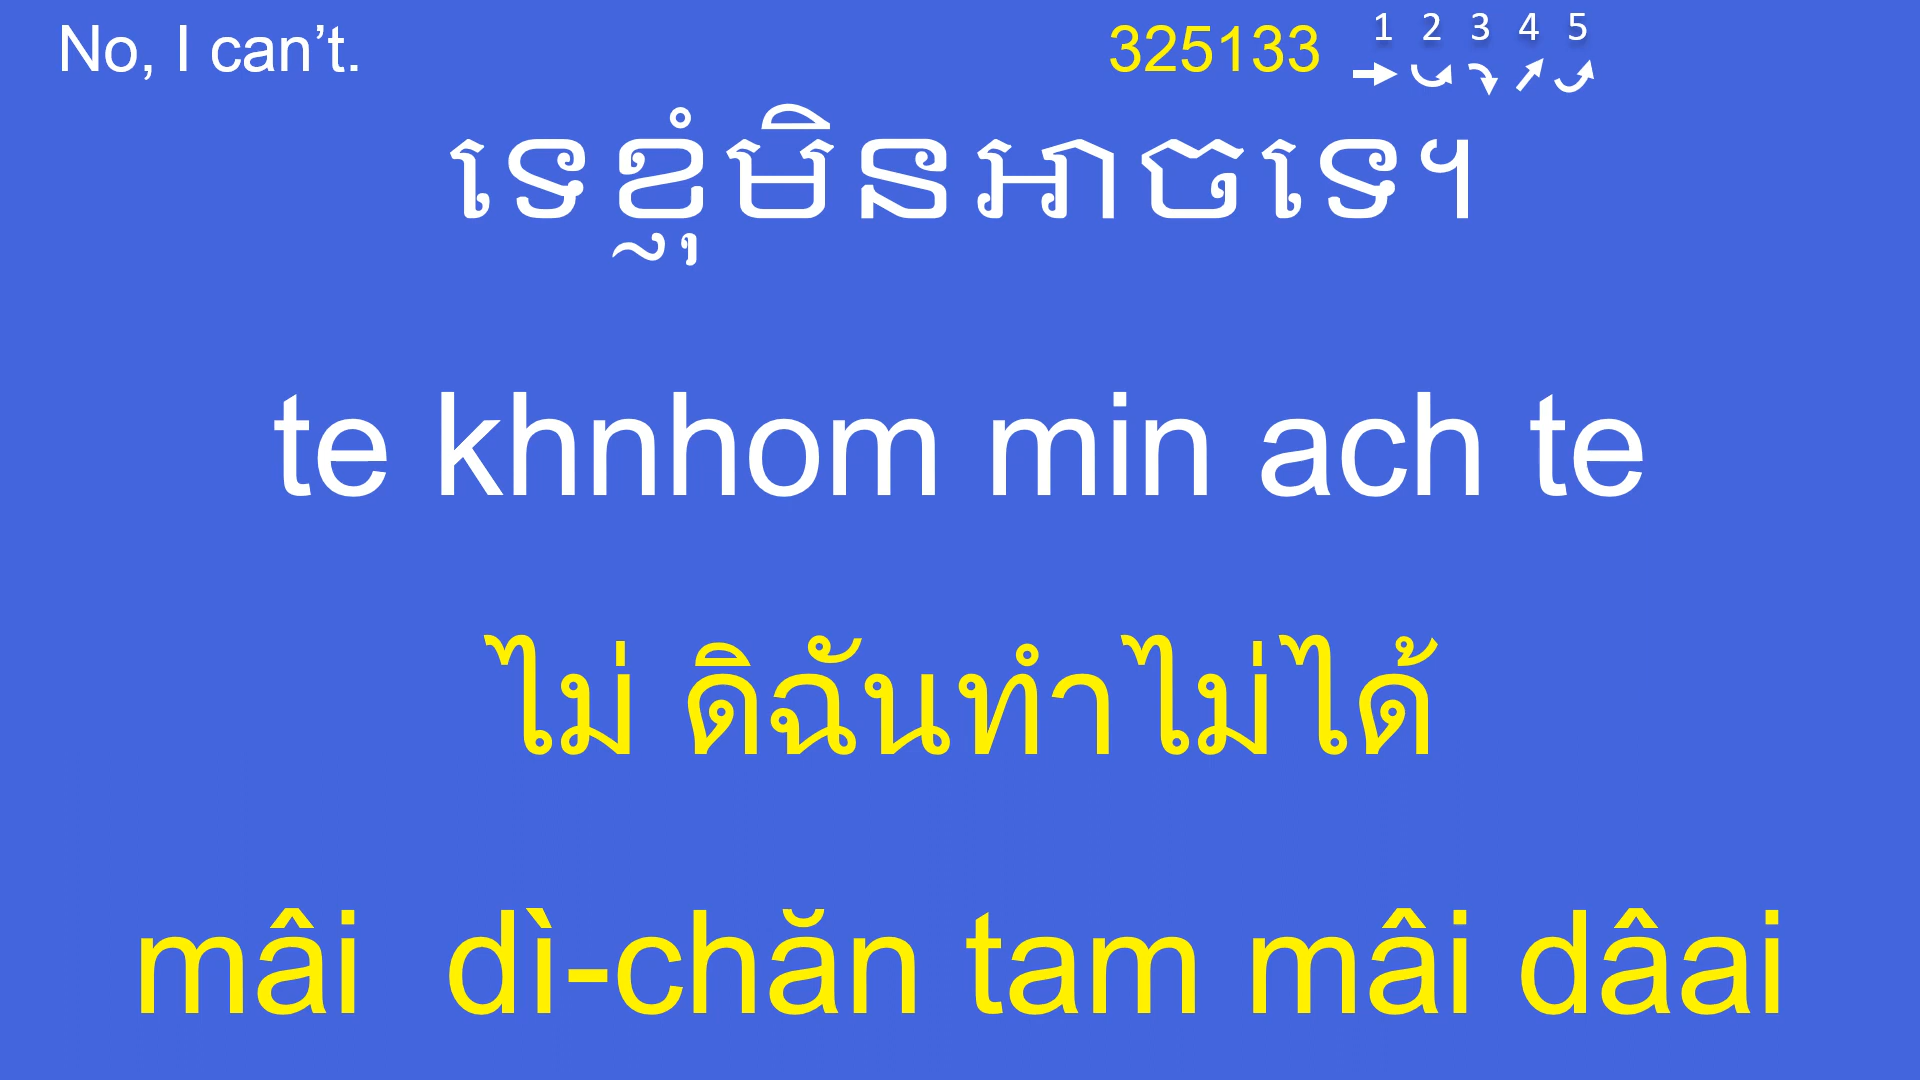 No, I can’t.
325133
1 2 3 4 5
ទេខ្ញុំមិនអាចទេ។
te khnhom min ach te
ไม่ ดิฉันทำไม่ได้
mâi dì-chăn tam mâi dâai